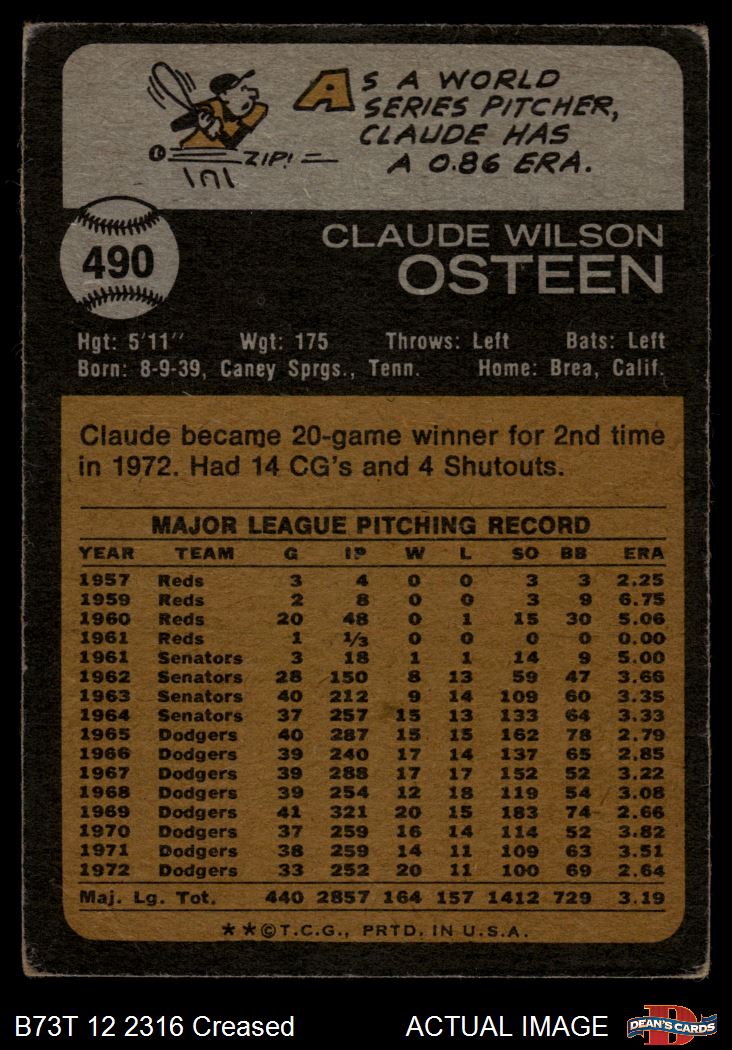 AS A WORLD
SERIES PITCHER,
CLAUDE HAS
A 0.86 ERA.
ZIP!
490
CLAUDE WILSON
OSTEEN
Hgt: 5'11" Wgt: 175 Throws: Left Bats: Left
Born: 8-9-39, Caney Sprgs., Tenn. Home: Brea, Calif.
Claude became 20-game winner for 2nd time
in 1972. Had 14 CG's and 4 Shutouts.
MAJOR LEAGUE PITCHING RECORD
YEAR TEAM G IP W L SO BB ERA
1957 Reds 3 4 0 0 3 3 2.25
1959 Reds 2 8 0 0 3 9 6.75
1960 Reds 20 48 0 1 15 30 5.06
1961 Reds 1 1/3 0 0 0 0 0.00
1961 Senators 3 18 1 1 14 9 5.00
1962 Senators 28 150 8 13 59 47 3.66
1963 Senators 40 212 9 14 109 60 3.35
1964 Senators 37 257 15 13 133 64 3.33
1965 Dodgers 40 287 15 15 162 78 2.79
1966 Dodgers 39 240 17 14 137 65 2.85
1967 Dodgers 39 288 17 17 152 52 3.22
1968 Dodgers 39 254 12 18 119 54 3.08
1969 Dodgers 41 321 20 15 183 74 2.66
1970 Dodgers 37 259 16 14 114 52 3.82
1971 Dodgers 38 259 14 11 109 63 3.51
1972 Dodgers 33 252 20 11 100 69 2.64
Maj. Lg. Tot. 440 2857 164 157 1412 729 3.19
★★©T.C.G., PRTD. IN U.S.A.
B73T 12 2316 Creased ACTUAL IMAGE
D
DEAN'S CARDS